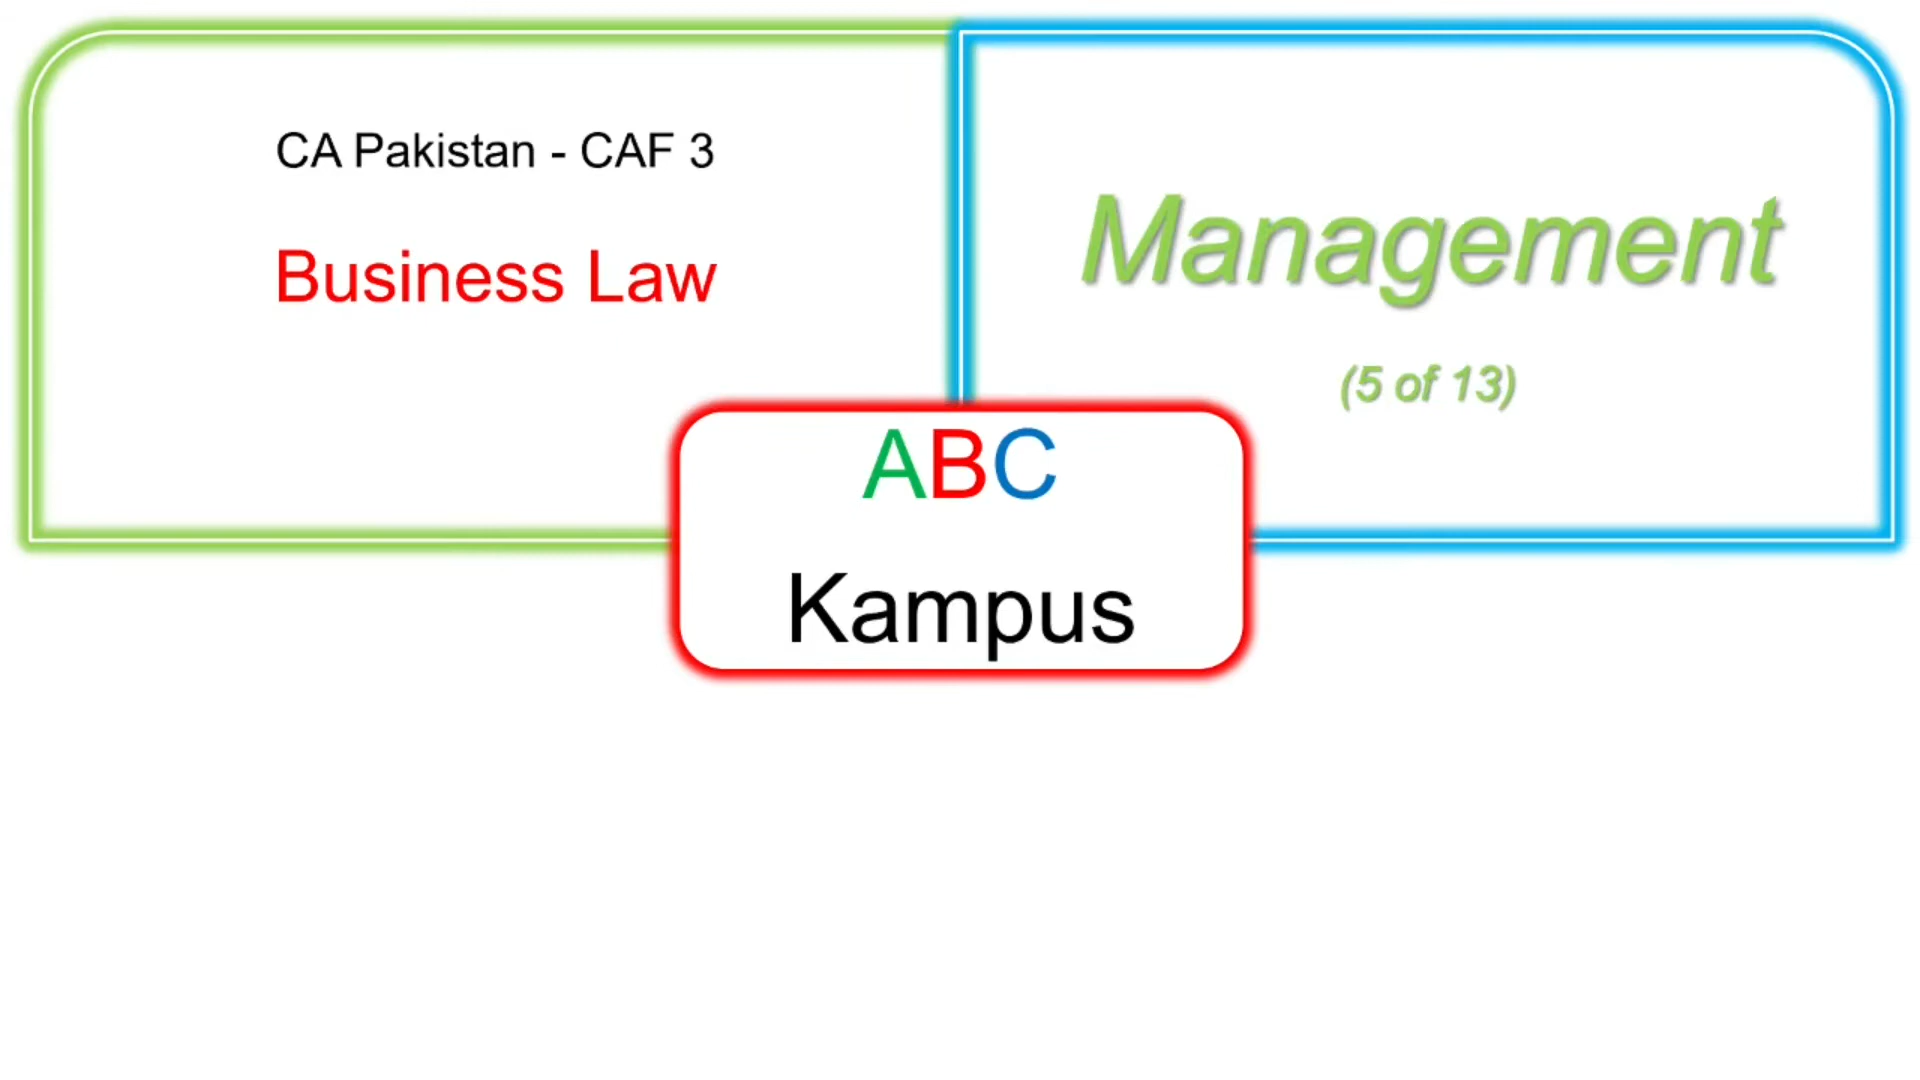 CA Pakistan - CAF 3
Business Law
Management
(5 of 13)
ABC
Kampus